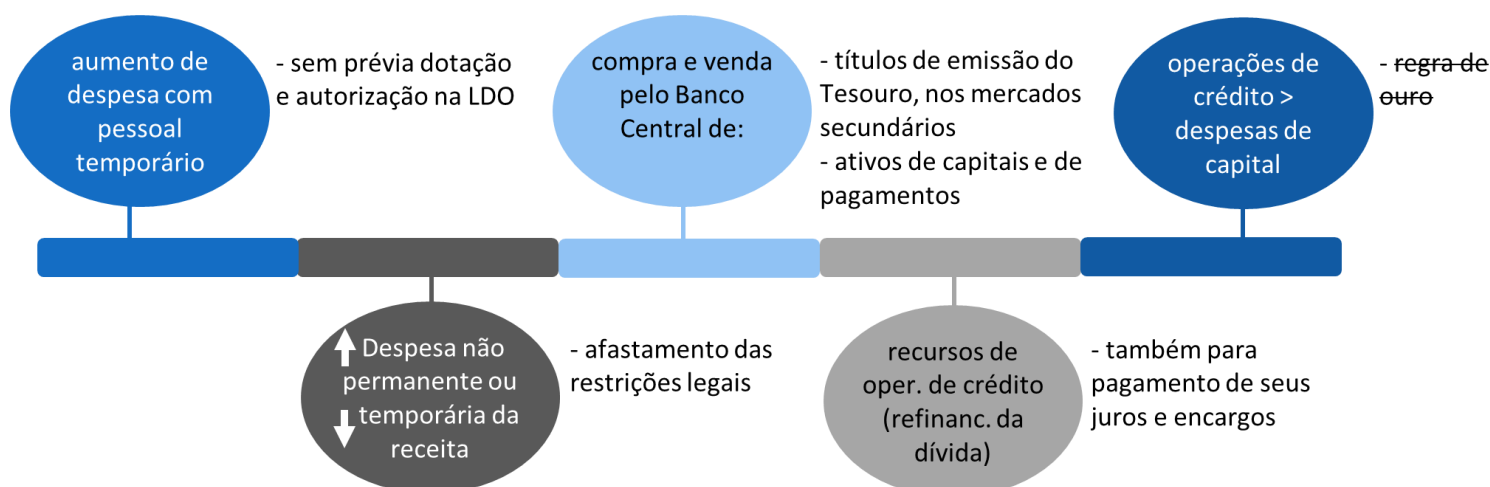 aumento de
despesa com
pessoal
temporário
- sem prévia dotação
e autorização na LDO
compra e venda
pelo Banco
Central de:
- títulos de emissão do
Tesouro, nos mercados
secundários
- ativos de capitais e de
pagamentos
operações de
crédito >
despesas de
capital
- regra de
ouro
Despesa não
permanente ou
temporária da
receita
- afastamento das
restrições legais
recursos de
oper. de crédito
(refinanc. da
dívida)
- também para
pagamento de seus
juros e encargos